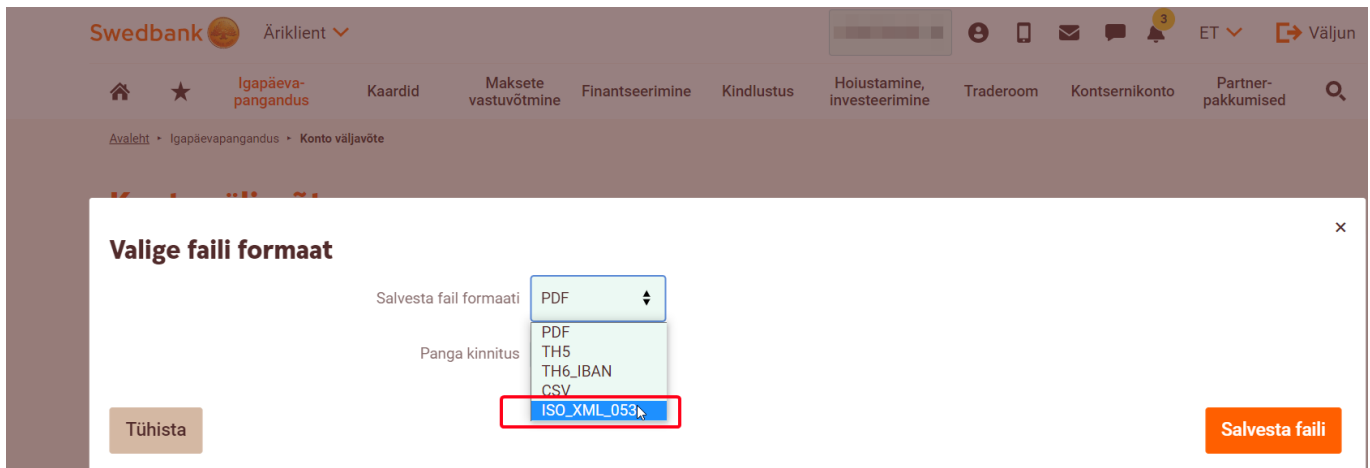 Swedbank Äriklient 3 ET Väljun
Igapäeva-
pangandus
Kaardid
Maksete
vastuvõtmine
Finantseerimine
Kindlustus
Hoiustamine,
investeerimine
Traderoom
Kontsernikonto
Partner-
pakkumised
Avaleht ▸ Igapäevapangandus ▸ Konto väljavõte
×
Valige faili formaat
Salvesta fail formaati PDF
PDF
Panga kinnitus TH5
TH6_IBAN
CSV
ISO_XML_053
Tühista Salvesta faili